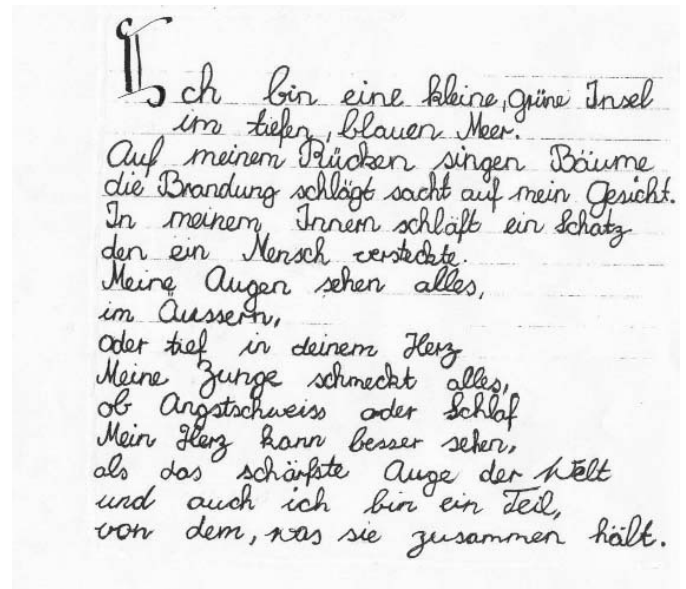 Ich bin eine kleine, grüne Insel
im tiefen, blauen Meer.
Auf meinem Rücken singen Bäume
die Brandung schlägt sacht auf mein Gesicht.
In meinem Innern schläft ein Schatz
den ein Mensch versteckte.
Meine Augen sehen alles,
im Äussern,
oder tief in deinem Herz
Meine Zunge schmeckt alles,
ob Angstschweiss oder Schlaf
Mein Herz kann besser sehen,
als das schärfste Auge der Welt
und auch ich bin ein Teil,
von dem, was sie zusammen hält.